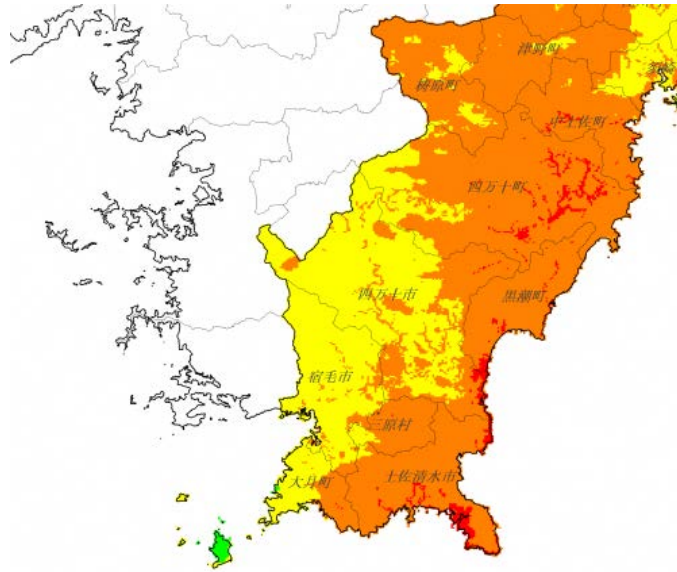 津野町
梼原町
中土佐町
四万十町
黒潮町
四万十市
宿毛市
三原村
大月町
土佐清水市